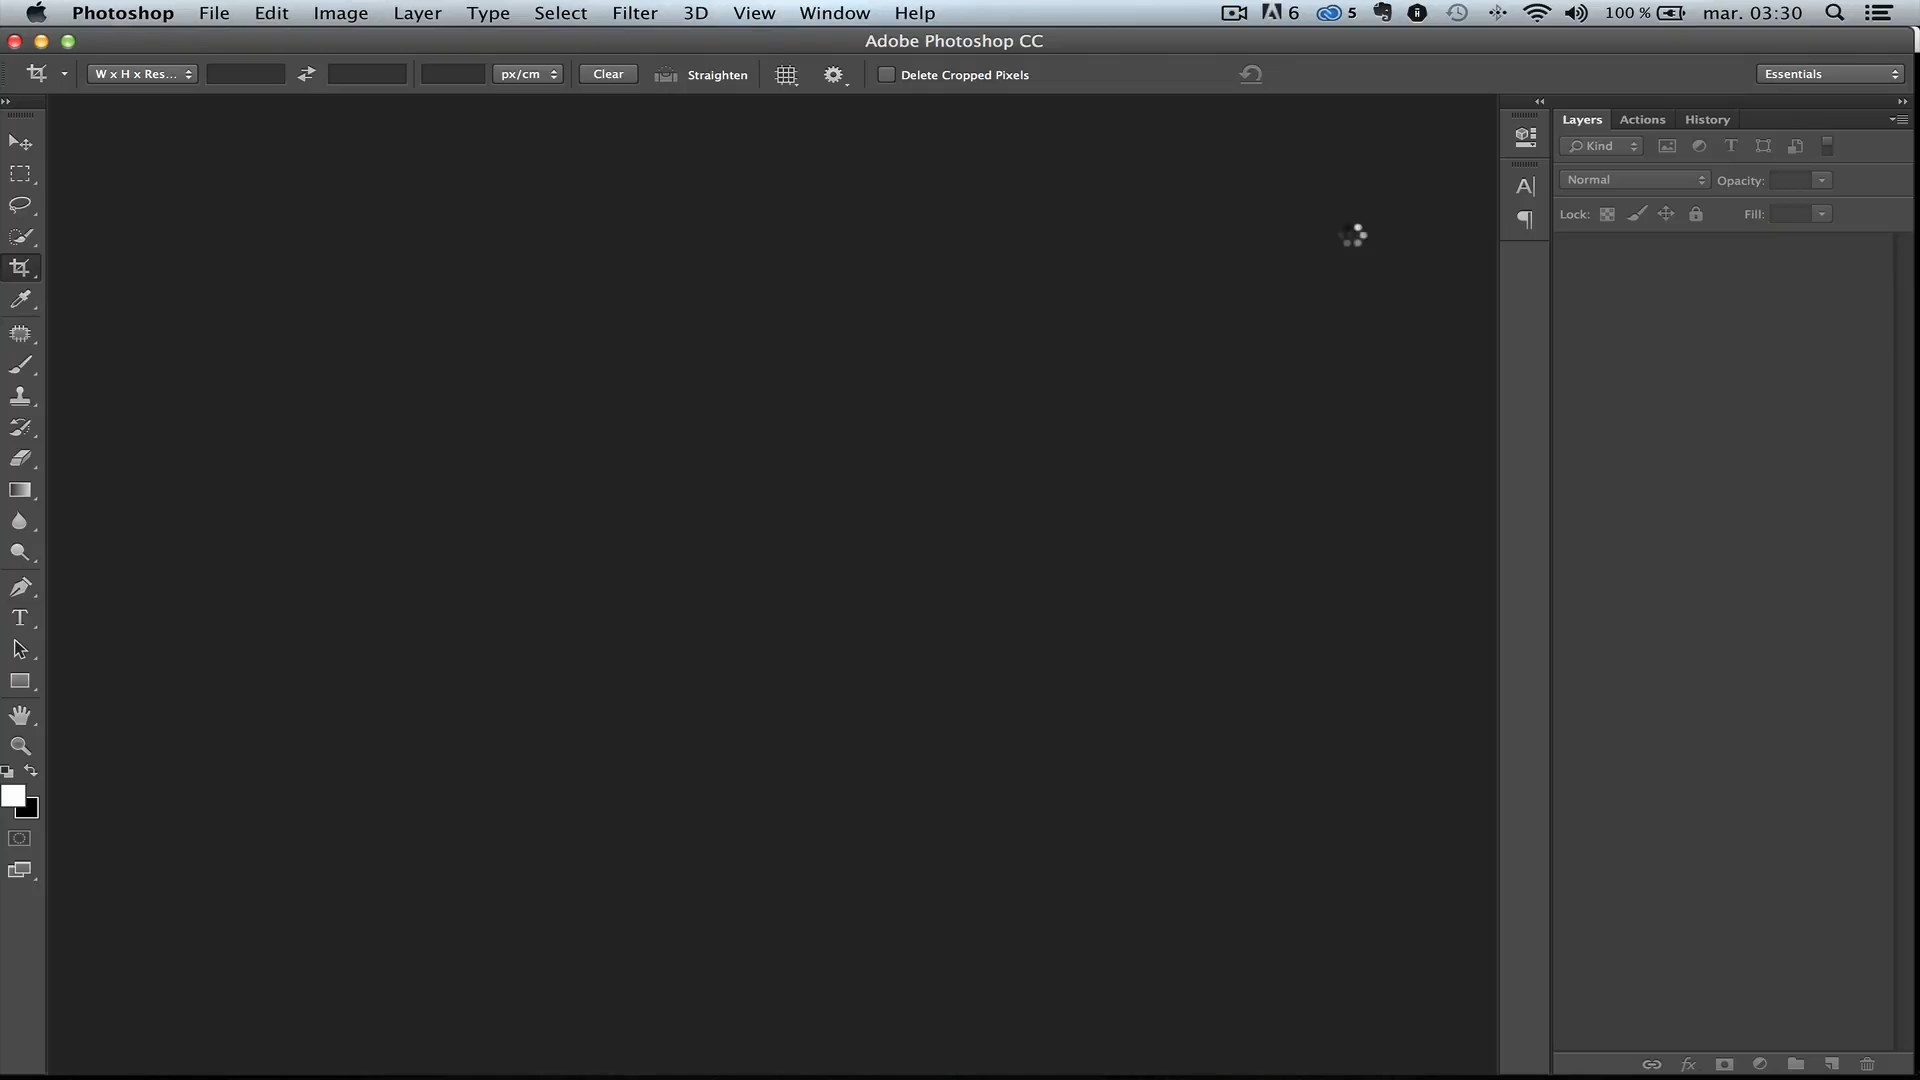 Photoshop File Edit Image Layer Type Select Filter 3D View Window Help 6 5 100 % mar. 03:30
Adobe Photoshop CC
W x H x Res... px/cm Clear Straighten Delete Cropped Pixels Essentials
Layers Actions History
Kind
Normal Opacity:
Lock: Fill: